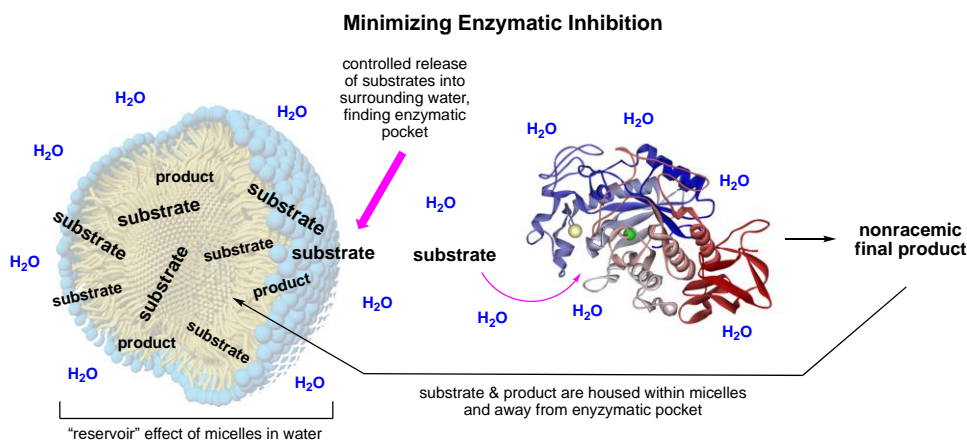 Minimizing Enzymatic Inhibition
controlled release
of substrates into
surrounding water,
finding enzymatic
pocket
H₂O
H₂O
H₂O
H₂O
H₂O
H₂O
H₂O
H₂O
product
substrate
substrate
substrate
substrate
substrate
substrate
substrate
substrate
H₂O
nonracemic
final product
H₂O
substrate
product
H₂O
H₂O
H₂O
product
substrate
H₂O
H₂O
H₂O
substrate & product are housed within micelles
and away from enyzymatic pocket
"reservoir" effect of micelles in water